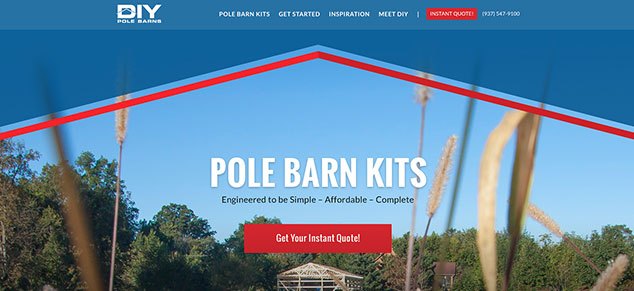 DIY
POLE BARNS
POLE BARN KITS GET STARTED INSPIRATION MEET DIY | INSTANT QUOTE! (937) 547-9100
POLE BARN KITS
Engineered to be Simple – Affordable – Complete
Get Your Instant Quote!